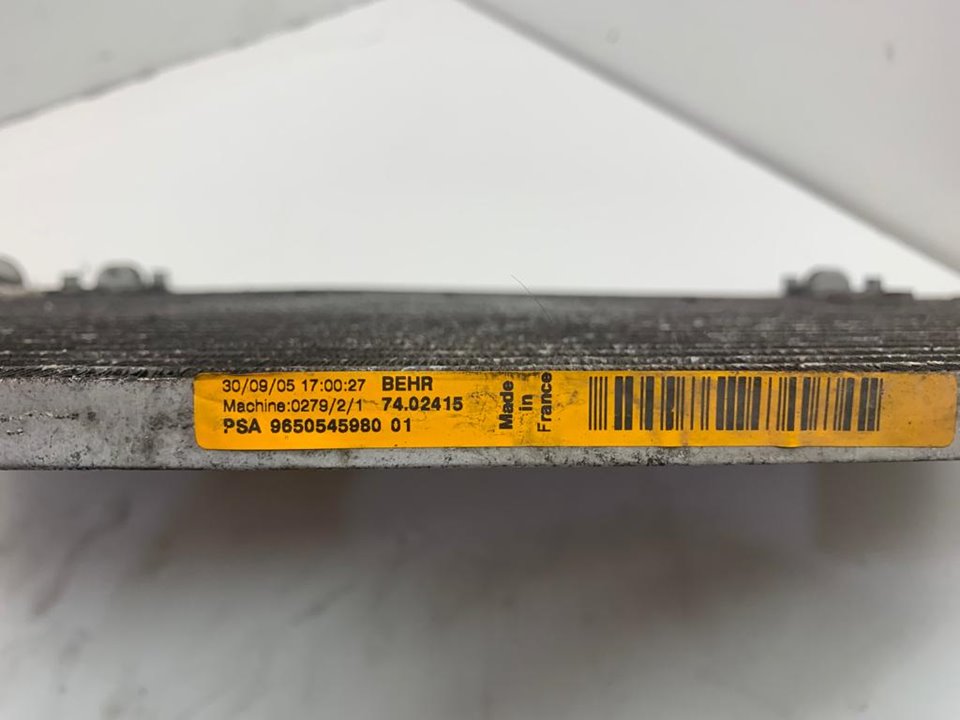 30/09/05 17:00:27 BEHR
Machine:0279/2/1 74.02415
PSA 9650545980 01
Made
in
France